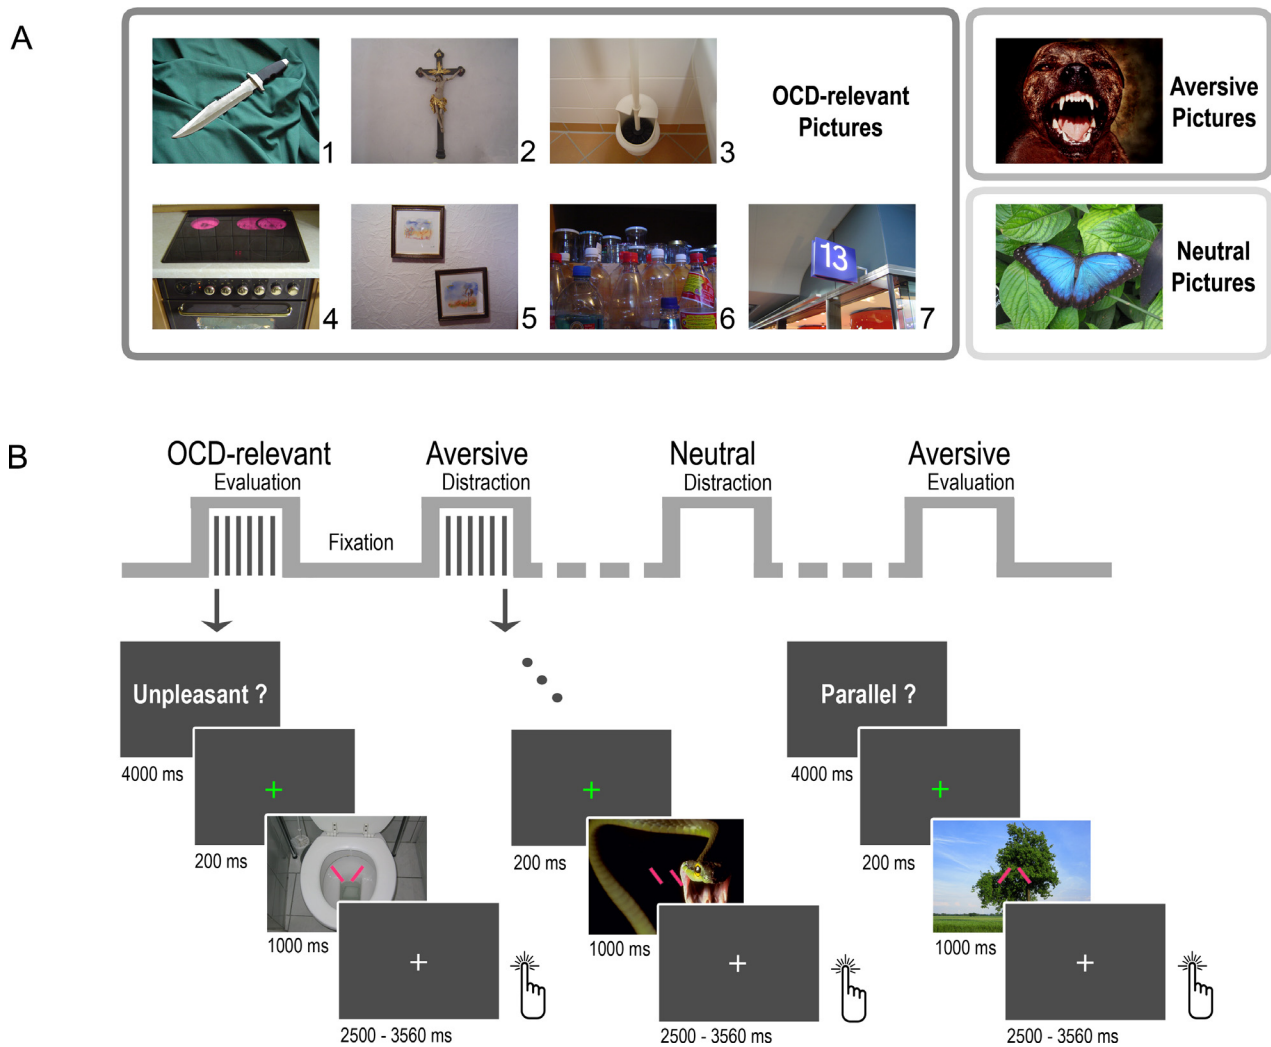 A
1
2
3
OCD-relevant
Pictures
Aversive
Pictures
4
5
6
13
7
Neutral
Pictures
B
OCD-relevant
Evaluation
Aversive
Distraction
Neutral
Distraction
Aversive
Evaluation
Fixation
Unpleasant ?
4000 ms
200 ms
1000 ms
2500 - 3560 ms
200 ms
1000 ms
2500 - 3560 ms
Parallel ?
4000 ms
200 ms
1000 ms
2500 - 3560 ms